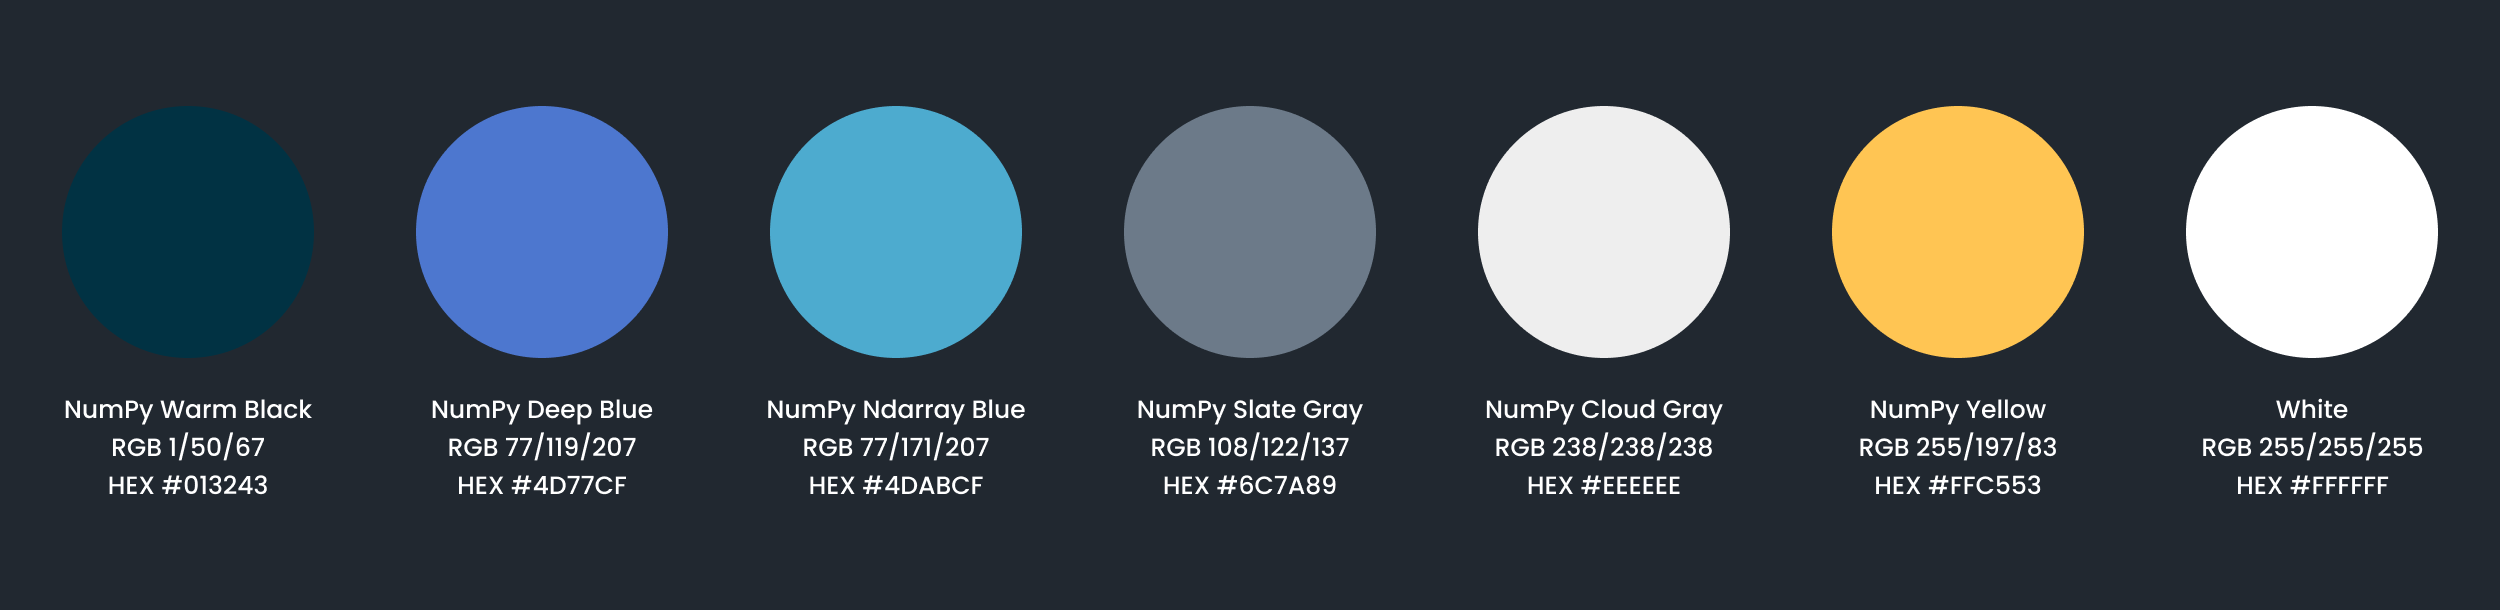 NumPy Warm Black
RGB 1/50/67
HEX #013243
NumPy Deep Blue
RGB 77/119/207
HEX #4D77CF
NumPy Ndarray Blue
RGB 77/171/207
HEX #4DABCF
NumPy Slate Gray
RGB 108/122/137
HEX #6C7A89
NumPy Cloud Gray
RGB 238/238/238
HEX #EEEEEE
NumPy Yellow
RGB 255/197/83
HEX #FFC553
White
RGB 255/255/255
HEX #FFFFFF